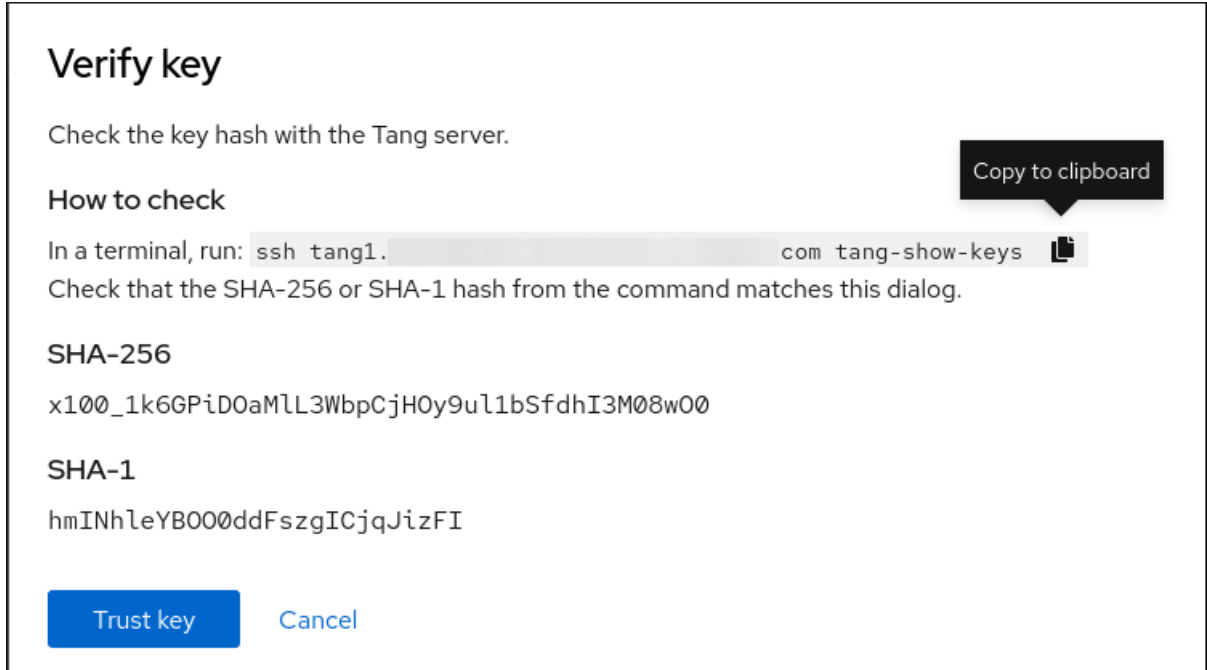 Verify key
Check the key hash with the Tang server.
Copy to clipboard
How to check
In a terminal, run: ssh tang1. com tang-show-keys
Check that the SHA-256 or SHA-1 hash from the command matches this dialog.
SHA-256
x100_1k6GPiDOaMlL3WbpCjHOy9ul1bSfdhI3M08wO0
SHA-1
hmINhleYBOO0ddFszgICjqJizFI
Trust key Cancel